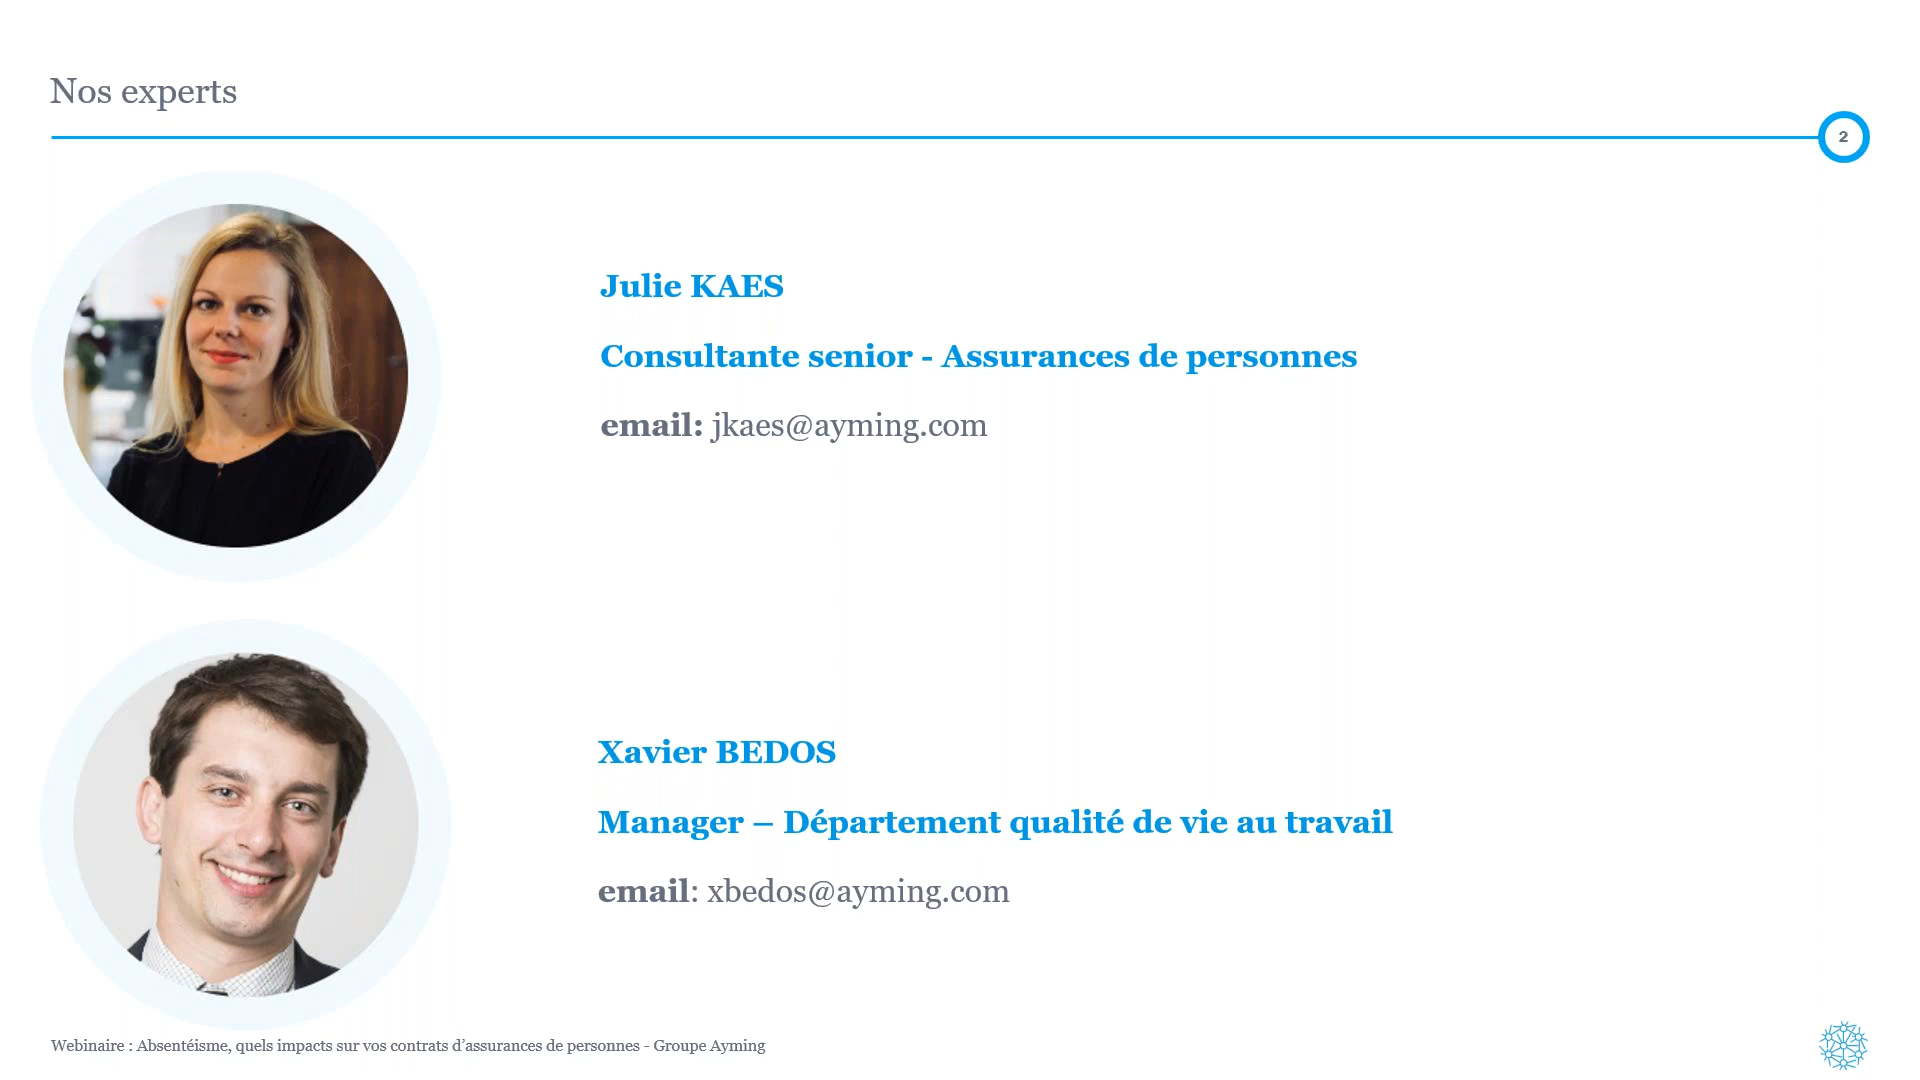 Nos experts
2
Julie KAES
Consultante senior - Assurances de personnes
email: jkaes@ayming.com
Xavier BEDOS
Manager – Département qualité de vie au travail
email: xbedos@ayming.com
Webinaire : Absentéisme, quels impacts sur vos contrats d’assurances de personnes - Groupe Ayming